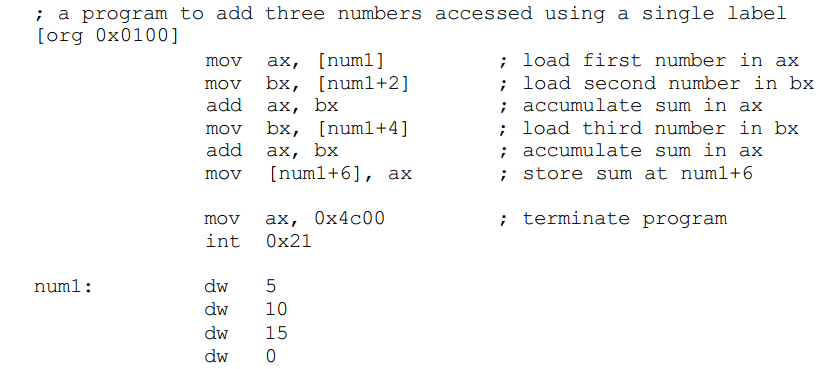 ; a program to add three numbers accessed using a single label
[org 0x0100]
mov ax, [num1] ; load first number in ax
mov bx, [num1+2] ; load second number in bx
add ax, bx ; accumulate sum in ax
mov bx, [num1+4] ; load third number in bx
add ax, bx ; accumulate sum in ax
mov [num1+6], ax ; store sum at num1+6
mov ax, 0x4c00 ; terminate program
int 0x21
num1: dw 5
dw 10
dw 15
dw 0